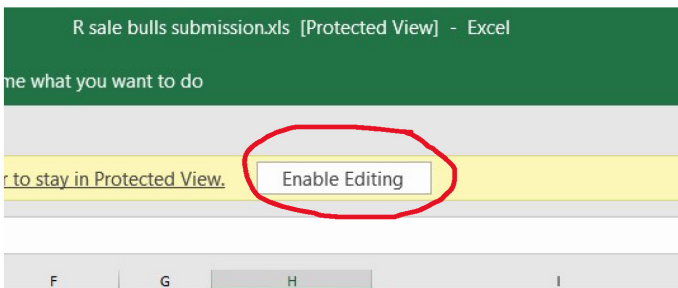 R sale bulls submission.xls [Protected View] - Excel
me what you want to do
r to stay in Protected View. Enable Editing
F G H I